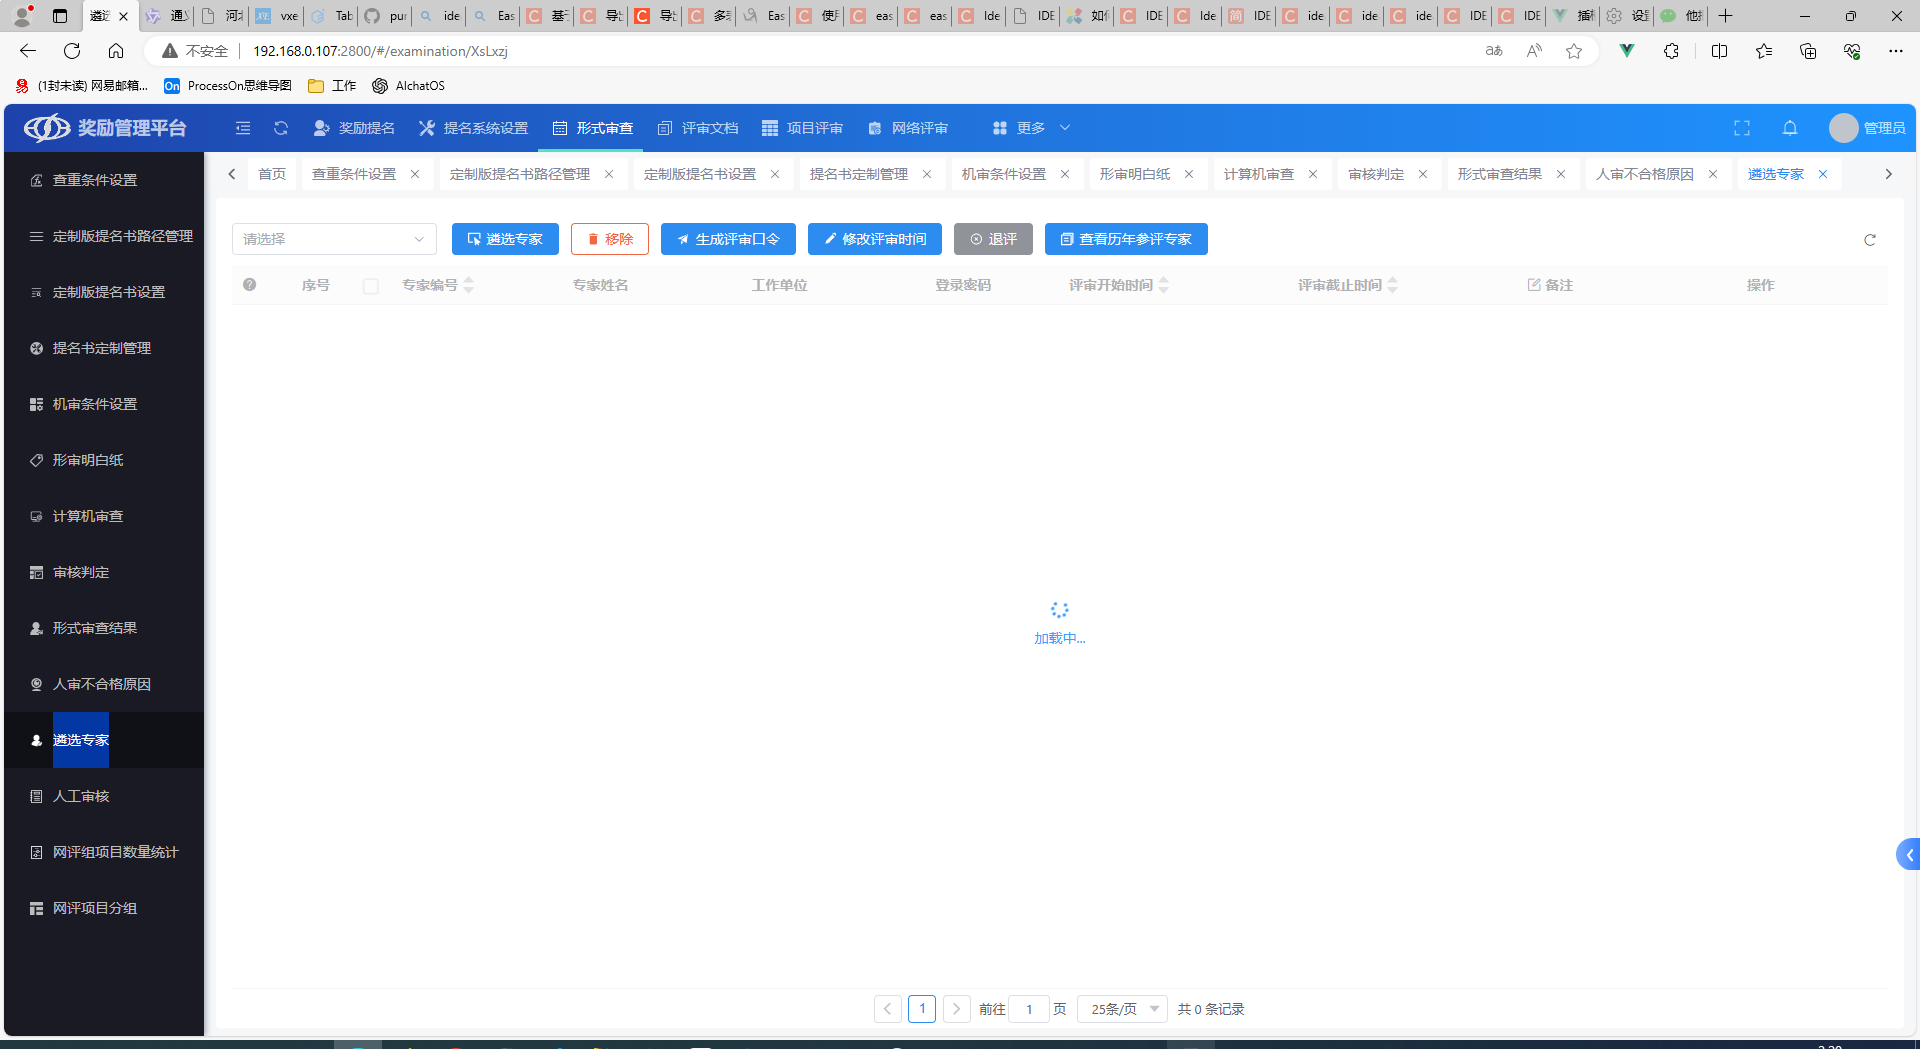 遴选
通义
河北
vxe
Tab
pur
ide
Eas
基于
导出
导出
多表
Eas
使用
eas
eas
Ide
IDE
如何
IDE
Ide
IDE
ide
ide
ide
IDE
IDE
插件
设置
不安全
192.168.0.107:2800/#/examination/XsLxzj
(1封未读) 网易邮箱...
ProcessOn思维导图
工作
AIchatOS
奖励管理平台
奖励提名
提名系统设置
形式审查
评审文档
项目评审
网络评审
更多
管理员
首页
查重条件设置
定制版提名书路径管理
定制版提名书设置
提名书定制管理
机审条件设置
形审明白纸
计算机审查
审核判定
形式审查结果
人审不合格原因
遴选专家
查重条件设置
定制版提名书路径管理
定制版提名书设置
提名书定制管理
机审条件设置
形审明白纸
计算机审查
审核判定
形式审查结果
人审不合格原因
遴选专家
人工审核
网评组项目数量统计
网评项目分组
请选择
遴选专家
移除
生成评审口令
修改评审时间
退评
查看历年参评专家
序号
专家编号
专家姓名
工作单位
登录密码
评审开始时间
评审截止时间
备注
操作
加载中...
1
前往 1 页
25条/页
共 0 条记录